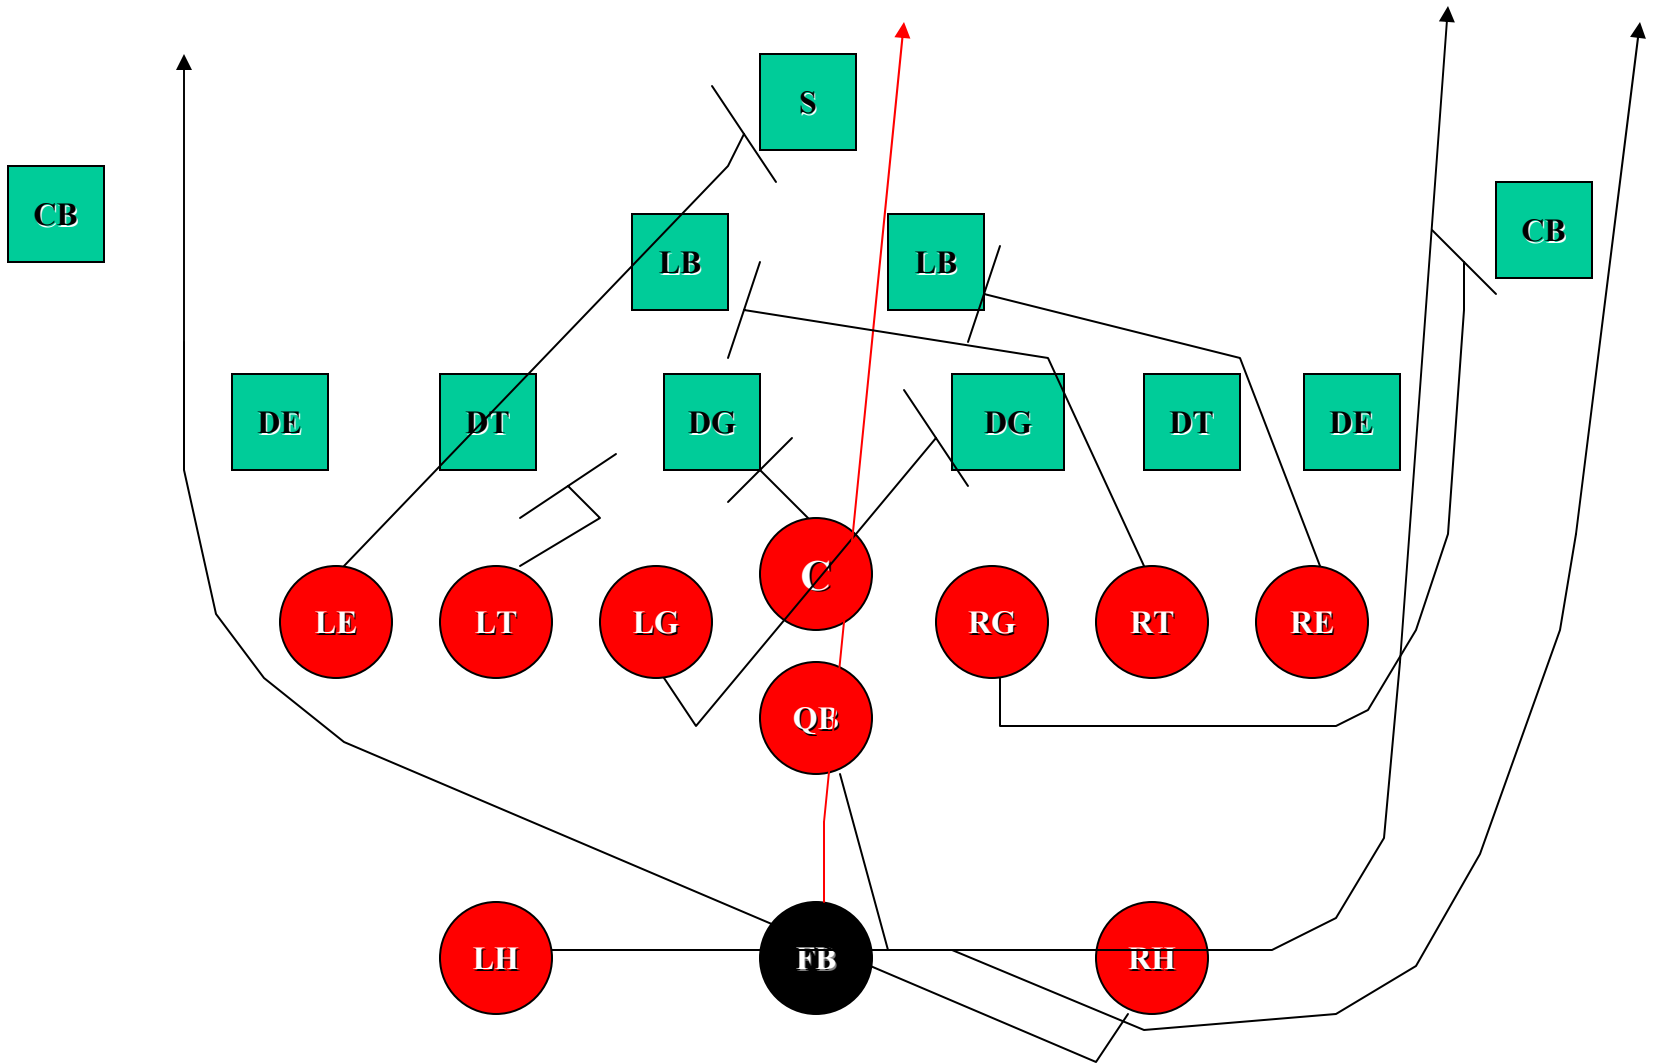 S
CB
CB
LB
LB
DE
DT
DG
DG
DT
DE
C
LE
LT
LG
RG
RT
RE
QB
LH
FB
RH